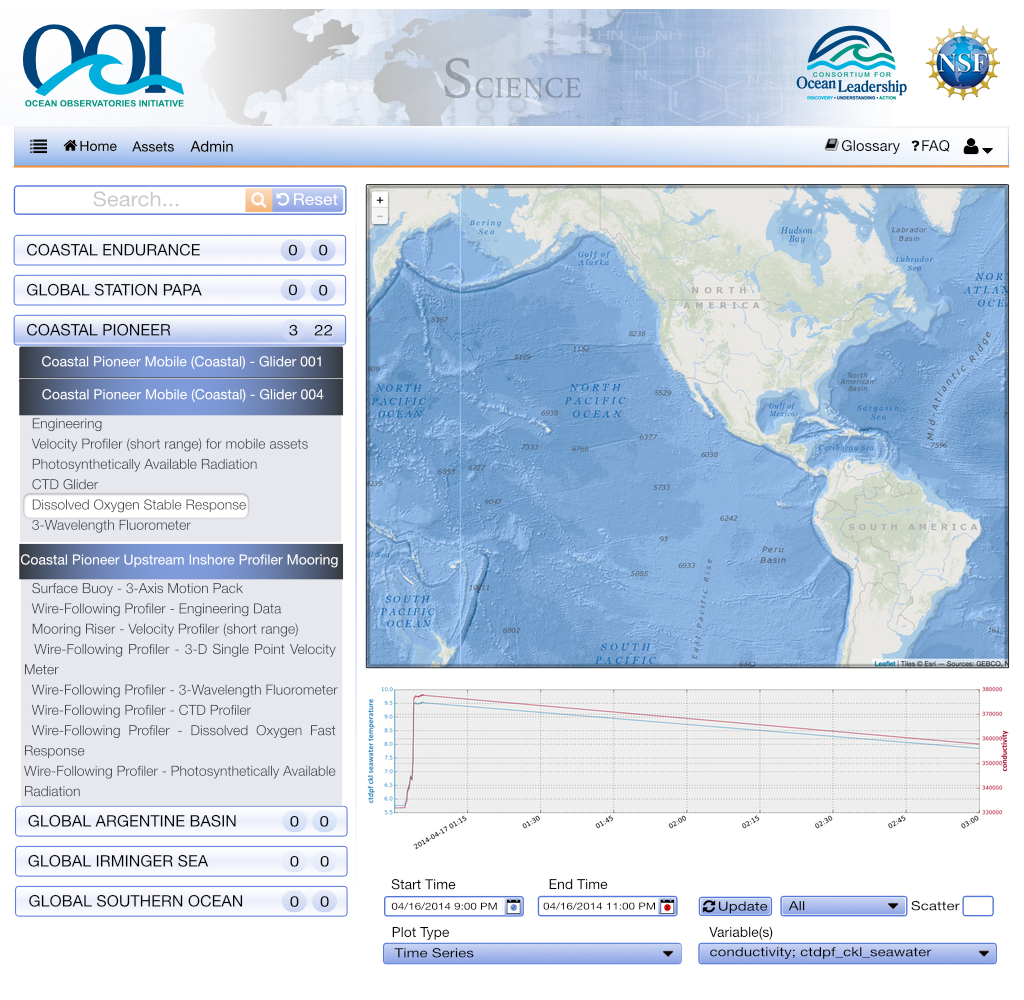 OOI
OCEAN OBSERVATORIES INITIATIVE
SCIENCE
CONSORTIUM FOR
Ocean Leadership
DISCOVERY • UNDERSTANDING • ACTION
NSF
Home Assets Admin
Glossary ?FAQ
Search...
Reset
COASTAL ENDURANCE 0 0
GLOBAL STATION PAPA 0 0
COASTAL PIONEER 3 22
Coastal Pioneer Mobile (Coastal) - Glider 001
Coastal Pioneer Mobile (Coastal) - Glider 004
Engineering
Velocity Profiler (short range) for mobile assets
Photosynthetically Available Radiation
CTD Glider
Dissolved Oxygen Stable Response
3-Wavelength Fluorometer
Coastal Pioneer Upstream Inshore Profiler Mooring
Surface Buoy - 3-Axis Motion Pack
Wire-Following Profiler - Engineering Data
Mooring Riser - Velocity Profiler (short range)
Wire-Following Profiler - 3-D Single Point Velocity
Meter
Wire-Following Profiler - 3-Wavelength Fluorometer
Wire-Following Profiler - CTD Profiler
Wire-Following Profiler - Dissolved Oxygen Fast
Response
Wire-Following Profiler - Photosynthetically Available
Radiation
GLOBAL ARGENTINE BASIN 0 0
GLOBAL IRMINGER SEA 0 0
GLOBAL SOUTHERN OCEAN 0 0
+
−
Bering
Sea
Gulf of
Alaska
Hudson
Bay
Labrador
Basin
Labrador
Sea
NORTH
AMERICA
NOR
ATLAN
OCE
8238
1152
5529
6938
7333
6766
6377
6038
6727
5733
9042
6242
93
6933
5085
6902
NORTH
PACIFIC
OCEAN
NORTH
PACIFIC
OCEAN
North
American
Basin
Gulf of
Mexico
Sargasso
Sea
Mid-Atlantic Ridge
7596
Caribbean Sea
SOUTH AMERICA
Peru
Basin
East Pacific Rise
SOUTH
PACIFIC
OCEAN
SOUTH
PACIFIC
Leaflet | Tiles © Esri — Sources: GEBCO, N
10.0
9.5
9.0
8.5
8.0
7.5
7.0
6.5
6.0
5.5
ctdpf ckl seawater temperature
380000
370000
360000
350000
340000
330000
conductivity
2014-04-17 01:15
01:30
01:45
02:00
02:15
02:30
02:45
03:00
Start Time End Time
04/16/2014 9:00 PM 04/16/2014 11:00 PM Update All Scatter
Plot Type Variable(s)
Time Series conductivity; ctdpf_ckl_seawater